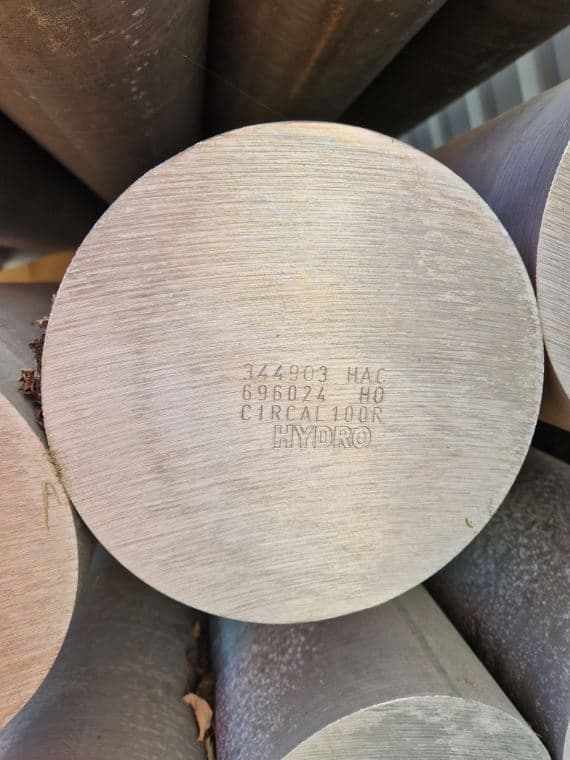 344903 HAC
696024 HO
CIRCAL100R
HYDRO